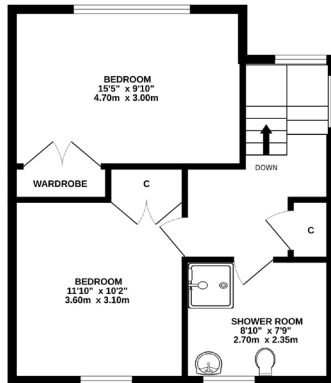 BEDROOM
15'5" x 9'10"
4.70m x 3.00m
DOWN
WARDROBE
C
C
BEDROOM
11'10" x 10'2"
3.60m x 3.10m
SHOWER ROOM
8'10" x 7'9"
2.70m x 2.35m